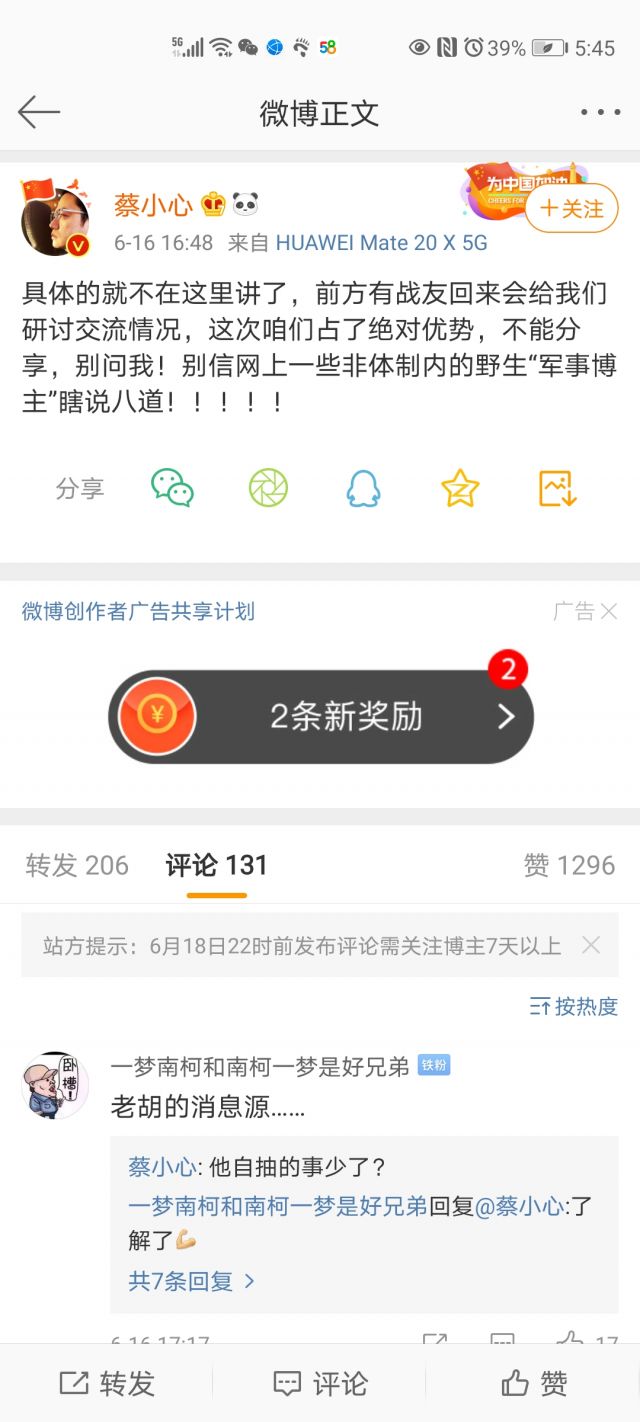 5G 58 39% 5:45
微博正文
蔡小心
为中国加油
CHEERS FOR
+关注
6-16 16:48 来自 HUAWEI Mate 20 X 5G
具体的就不在这里讲了，前方有战友回来会给我们
研讨交流情况，这次咱们占了绝对优势，不能分
享，别问我！别信网上一些非体制内的野生“军事博
主”瞎说八道！！！！！
分享
微博创作者广告共享计划 广告
2
¥ 2条新奖励
转发 206 评论 131 赞 1296
站方提示：6月18日22时前发布评论需关注博主7天以上
按热度
卧槽!
一梦南柯和南柯一梦是好兄弟 铁粉
老胡的消息源......
蔡小心: 他自抽的事少了?
一梦南柯和南柯一梦是好兄弟回复@蔡小心:了
解了
共7条回复
6-16 17:17 17
转发 评论 赞